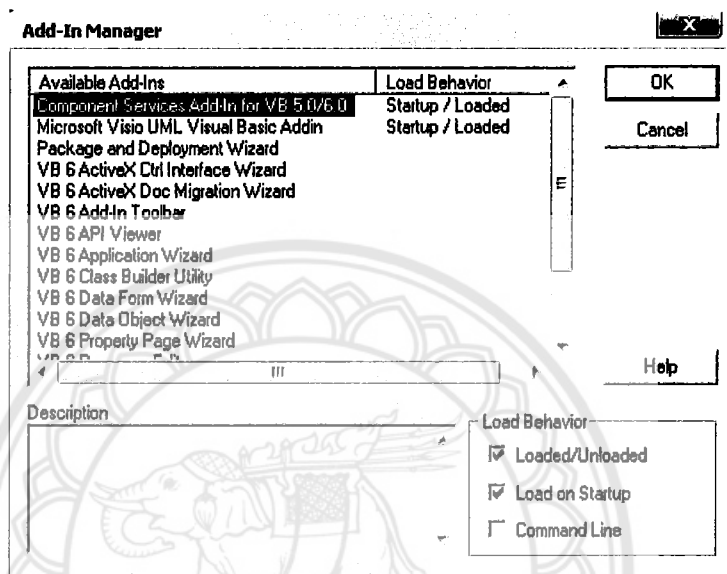 Add-In Manager
X
Available Add-Ins Load Behavior
Component Services Add-In for VB 5.0/6.0 Startup / Loaded
Microsoft Visio UML Visual Basic Addin Startup / Loaded
Package and Deployment Wizard
VB 6 ActiveX Ctrl Interface Wizard
VB 6 ActiveX Doc Migration Wizard
VB 6 Add-In Toolbar
VB 6 API Viewer
VB 6 Application Wizard
VB 6 Class Builder Utility
VB 6 Data Form Wizard
VB 6 Data Object Wizard
VB 6 Property Page Wizard
OK
Cancel
Help
Description
Load Behavior
Loaded/Unloaded
Load on Startup
Command Line